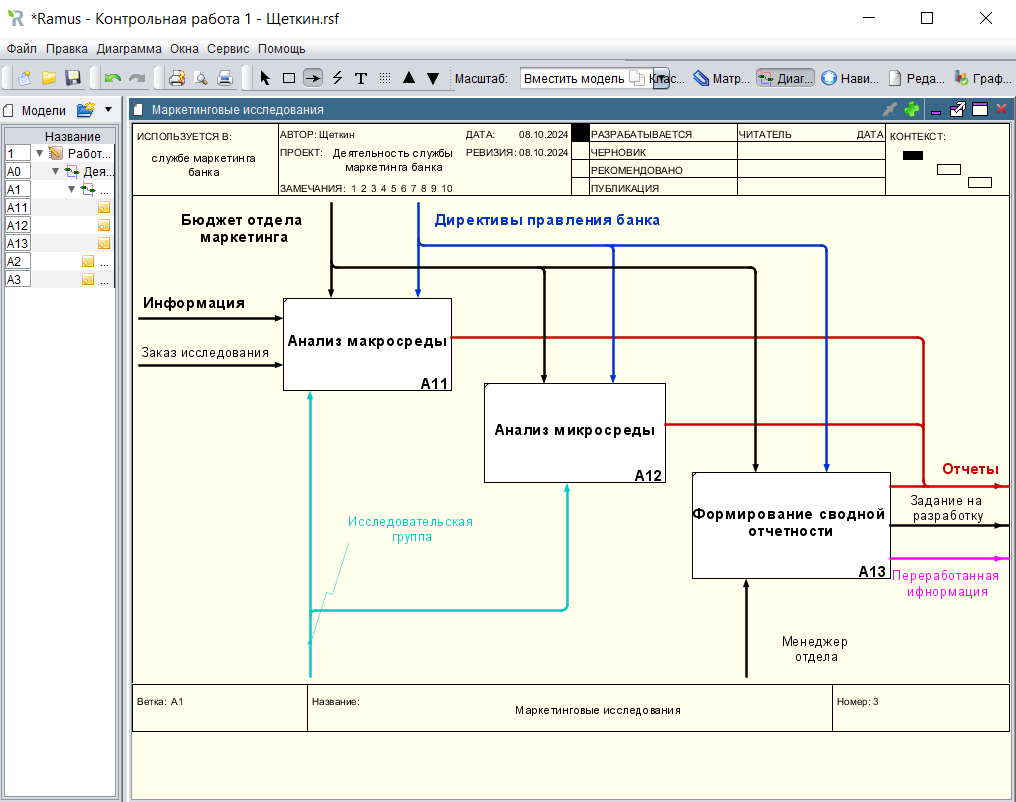 *Ramus - Контрольная работа 1 - Щеткин.rsf
Файл Правка Диаграмма Окна Сервис Помощь
Масштаб: Вместить модель Клас... Матр... Диаг... Нави... Реда... Граф...
Модели
Маркетинговые исследования
Название
1 Работ...
A0 Дея...
A1 ...
A11
A12
A13
A2 ...
A3 ...
ИСПОЛЬЗУЕТСЯ В:
службе маркетинга
банка
АВТОР: Щеткин
ДАТА: 08.10.2024
ПРОЕКТ: Деятельность службы
маркетинга банка
РЕВИЗИЯ: 08.10.2024
ЗАМЕЧАНИЯ: 1 2 3 4 5 6 7 8 9 10
РАЗРАБАТЫВАЕТСЯ
ЧЕРНОВИК
РЕКОМЕНДОВАНО
ПУБЛИКАЦИЯ
ЧИТАТЕЛЬ ДАТА
КОНТЕКСТ:
Бюджет отдела
маркетинга
Директивы правления банка
Информация
Заказ исследования
Анализ макросреды
A11
Анализ микросреды
A12
Отчеты
Задание на
разработку
Формирование сводной
отчетности
A13
Переработанная
ифнормация
Исследовательская
группа
Менеджер
отдела
Ветка: A1
Название:
Маркетинговые исследования
Номер: 3